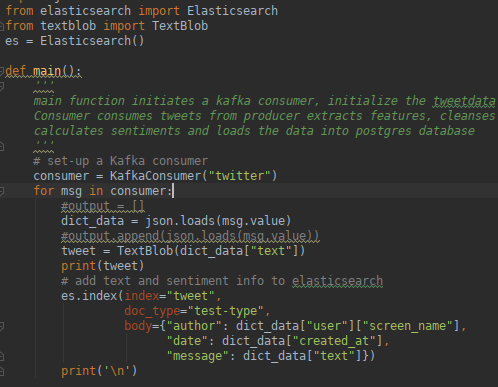 from elasticsearch import Elasticsearch
from textblob import TextBlob
es = Elasticsearch()
def main():
'''
main function initiates a kafka consumer, initialize the tweetdata
Consumer consumes tweets from producer extracts features, cleanses
calculates sentiments and loads the data into postgres database
'''
# set-up a Kafka consumer
consumer = KafkaConsumer("twitter")
for msg in consumer:
#output = []
dict_data = json.loads(msg.value)
#output.append(json.loads(msg.value))
tweet = TextBlob(dict_data["text"])
print(tweet)
# add text and sentiment info to elasticsearch
es.index(index="tweet",
doc_type="test-type",
body={"author": dict_data["user"]["screen_name"],
"date": dict_data["created_at"],
"message": dict_data["text"]})
print('\n')